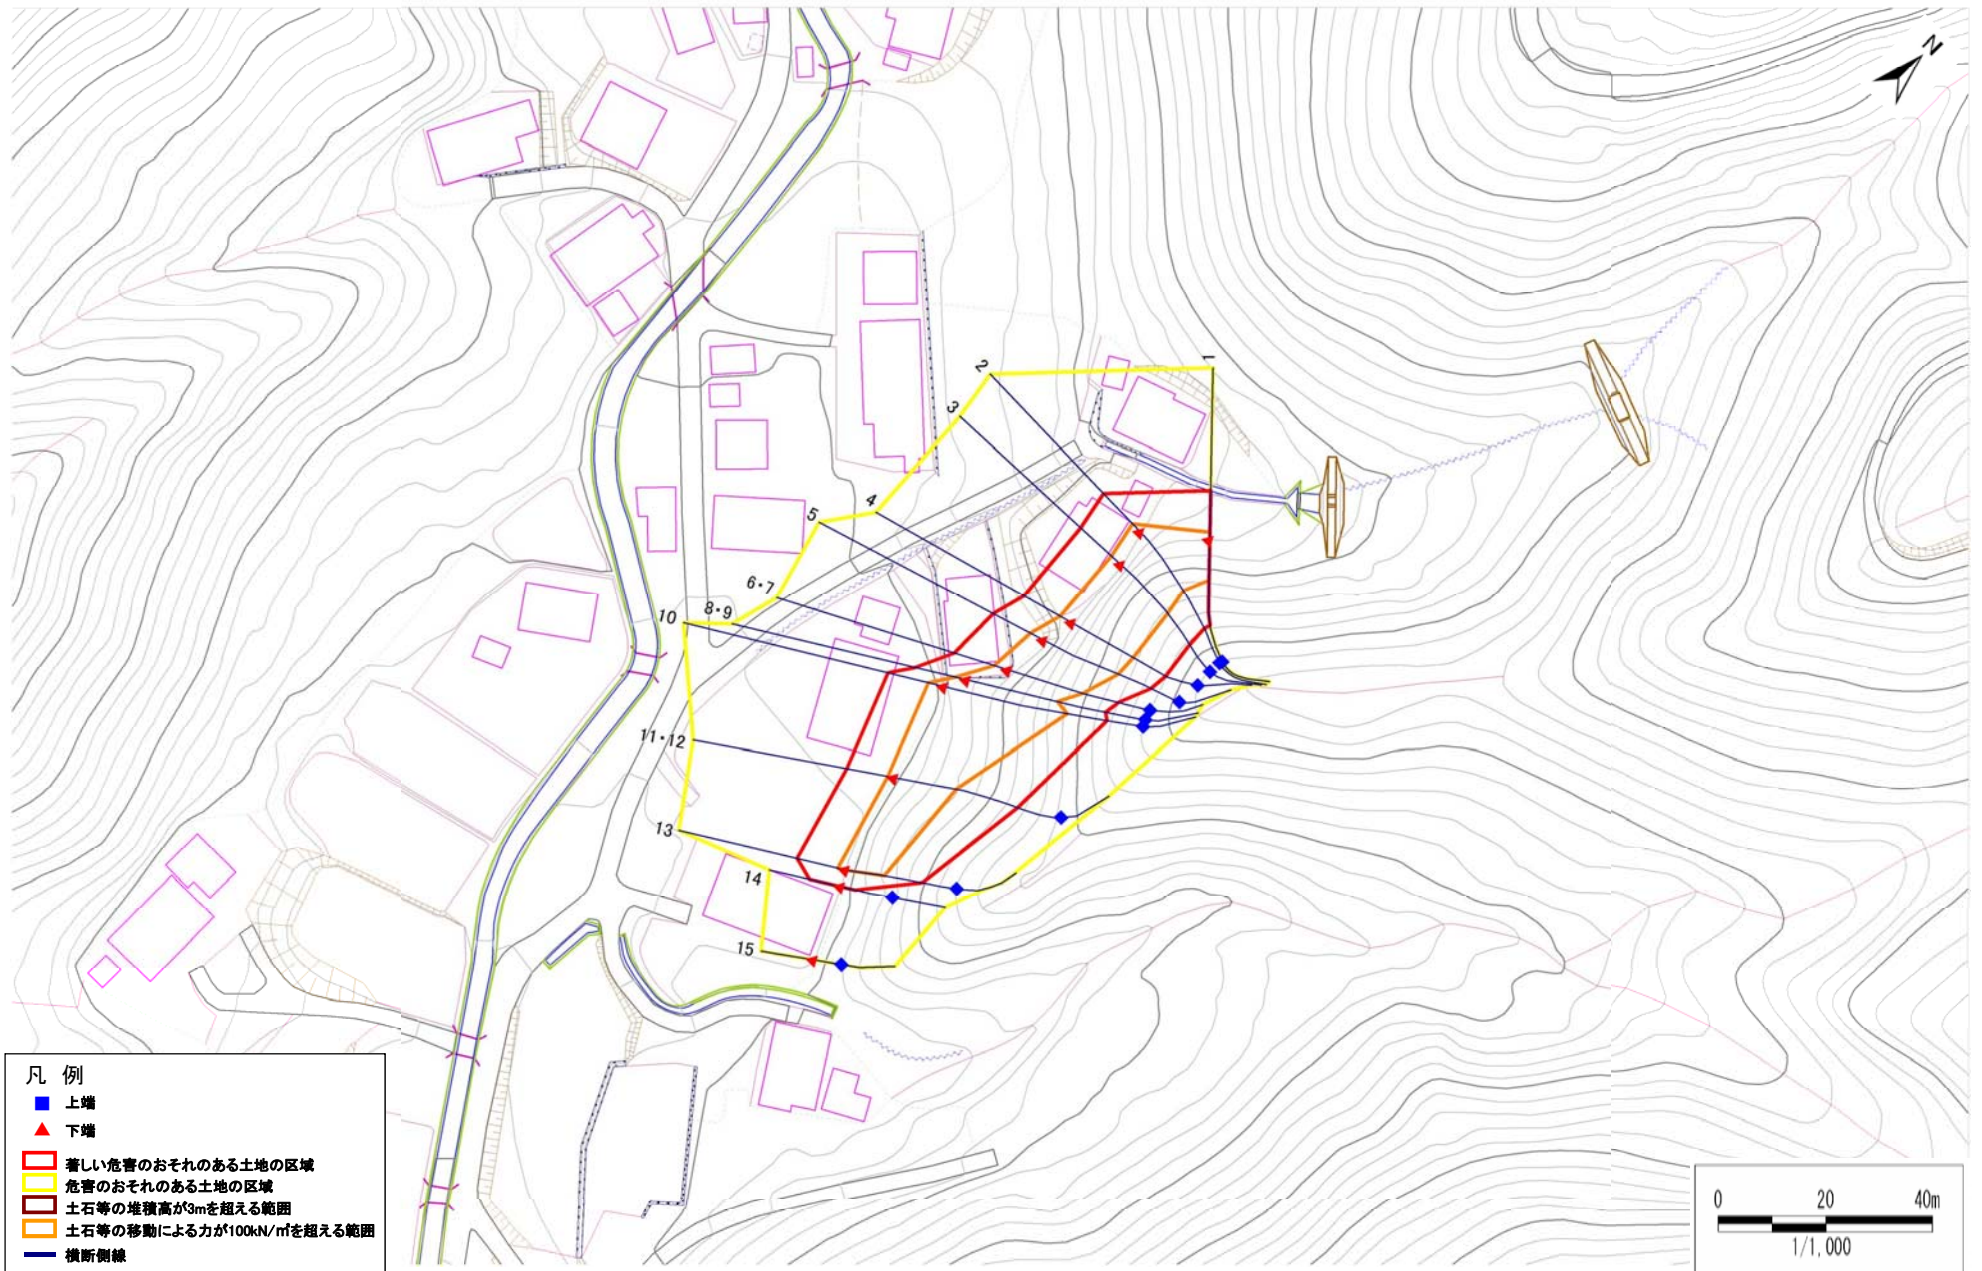 N
1
2
3
4
5
6・7
8・9
10
11・12
13
14
15
凡 例
上端
下端
著しい危害のおそれのある土地の区域
危害のおそれのある土地の区域
土石等の堆積高が3mを超える範囲
土石等の移動による力が100kN/㎡を超える範囲
横断側線
0 20 40m
1/1,000